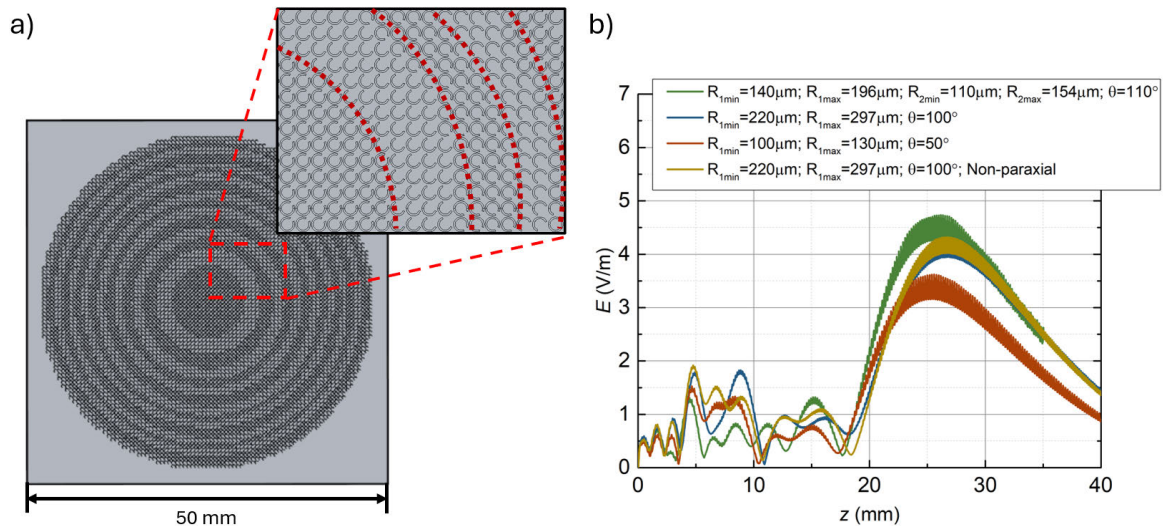 a)
50 mm
b)
R1min=140μm; R1max=196μm; R2min=110μm; R2max=154μm; θ=110°
R1min=220μm; R1max=297μm; θ=100°
R1min=100μm; R1max=130μm; θ=50°
R1min=220μm; R1max=297μm; θ=100°; Non-paraxial
7
6
5
4
3
2
1
0
E (V/m)
0 10 20 30 40
z (mm)